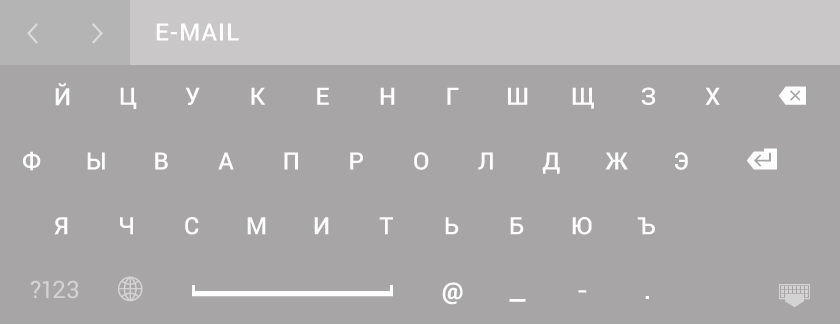 E-MAIL
Й Ц У К Е Н Г Ш Щ З Х
Ф Ы В А П Р О Л Д Ж Э
Я Ч С М И Т Ь Б Ю Ъ
?123 @ _ - .